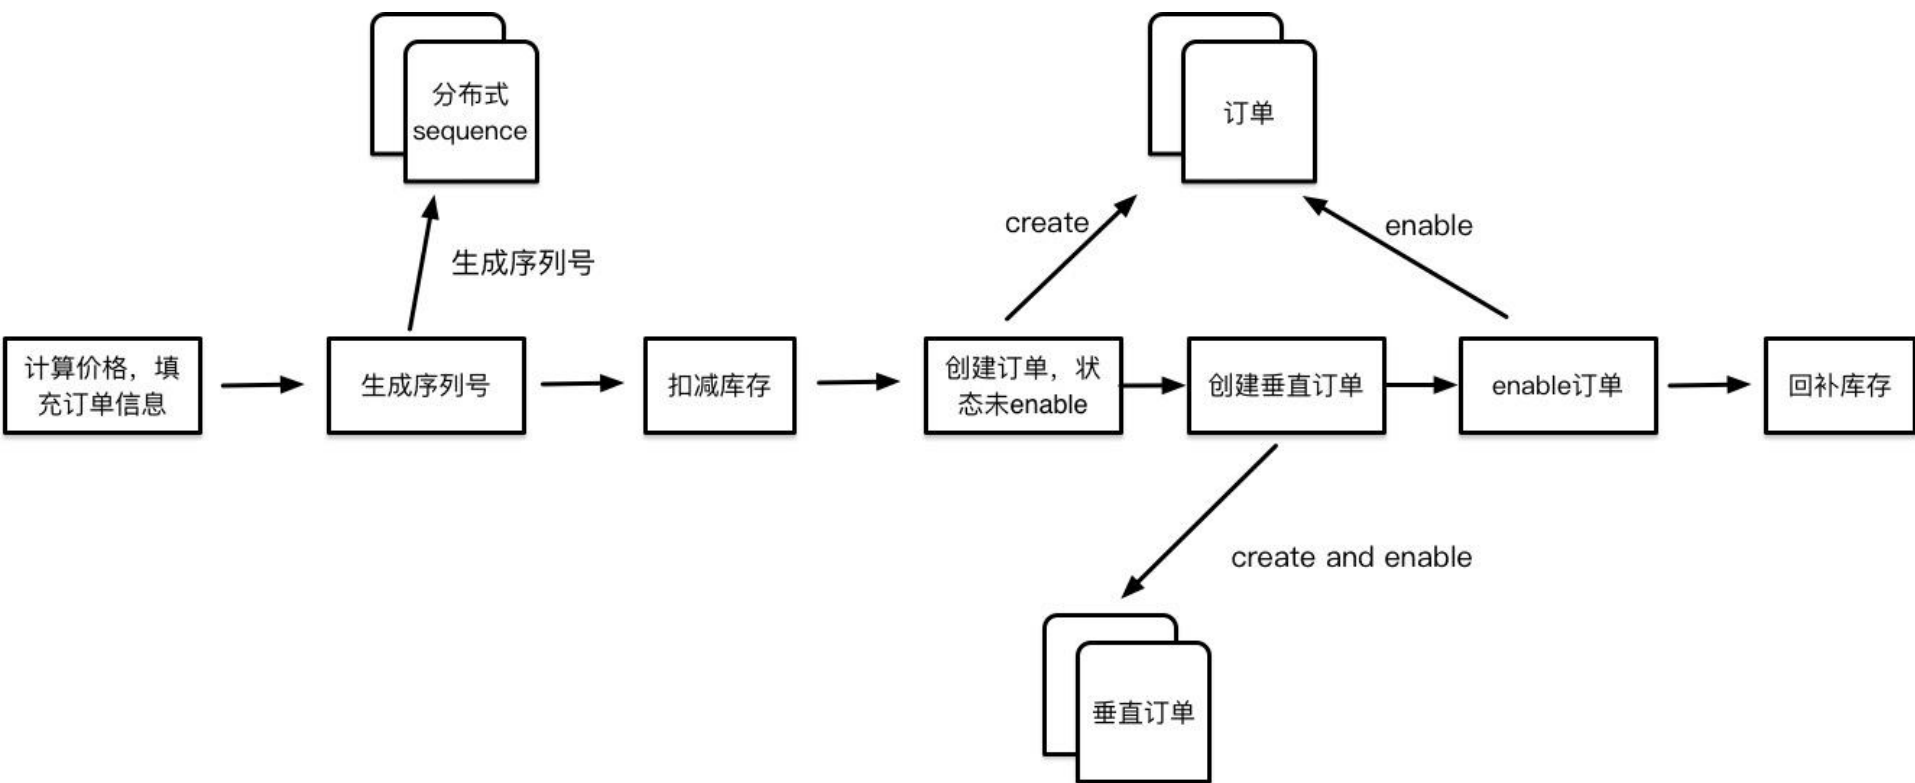 分布式
sequence
订单
create
enable
生成序列号
计算价格，填
充订单信息
生成序列号
扣减库存
创建订单，状
态未enable
创建垂直订单
enable订单
回补库存
create and enable
垂直订单